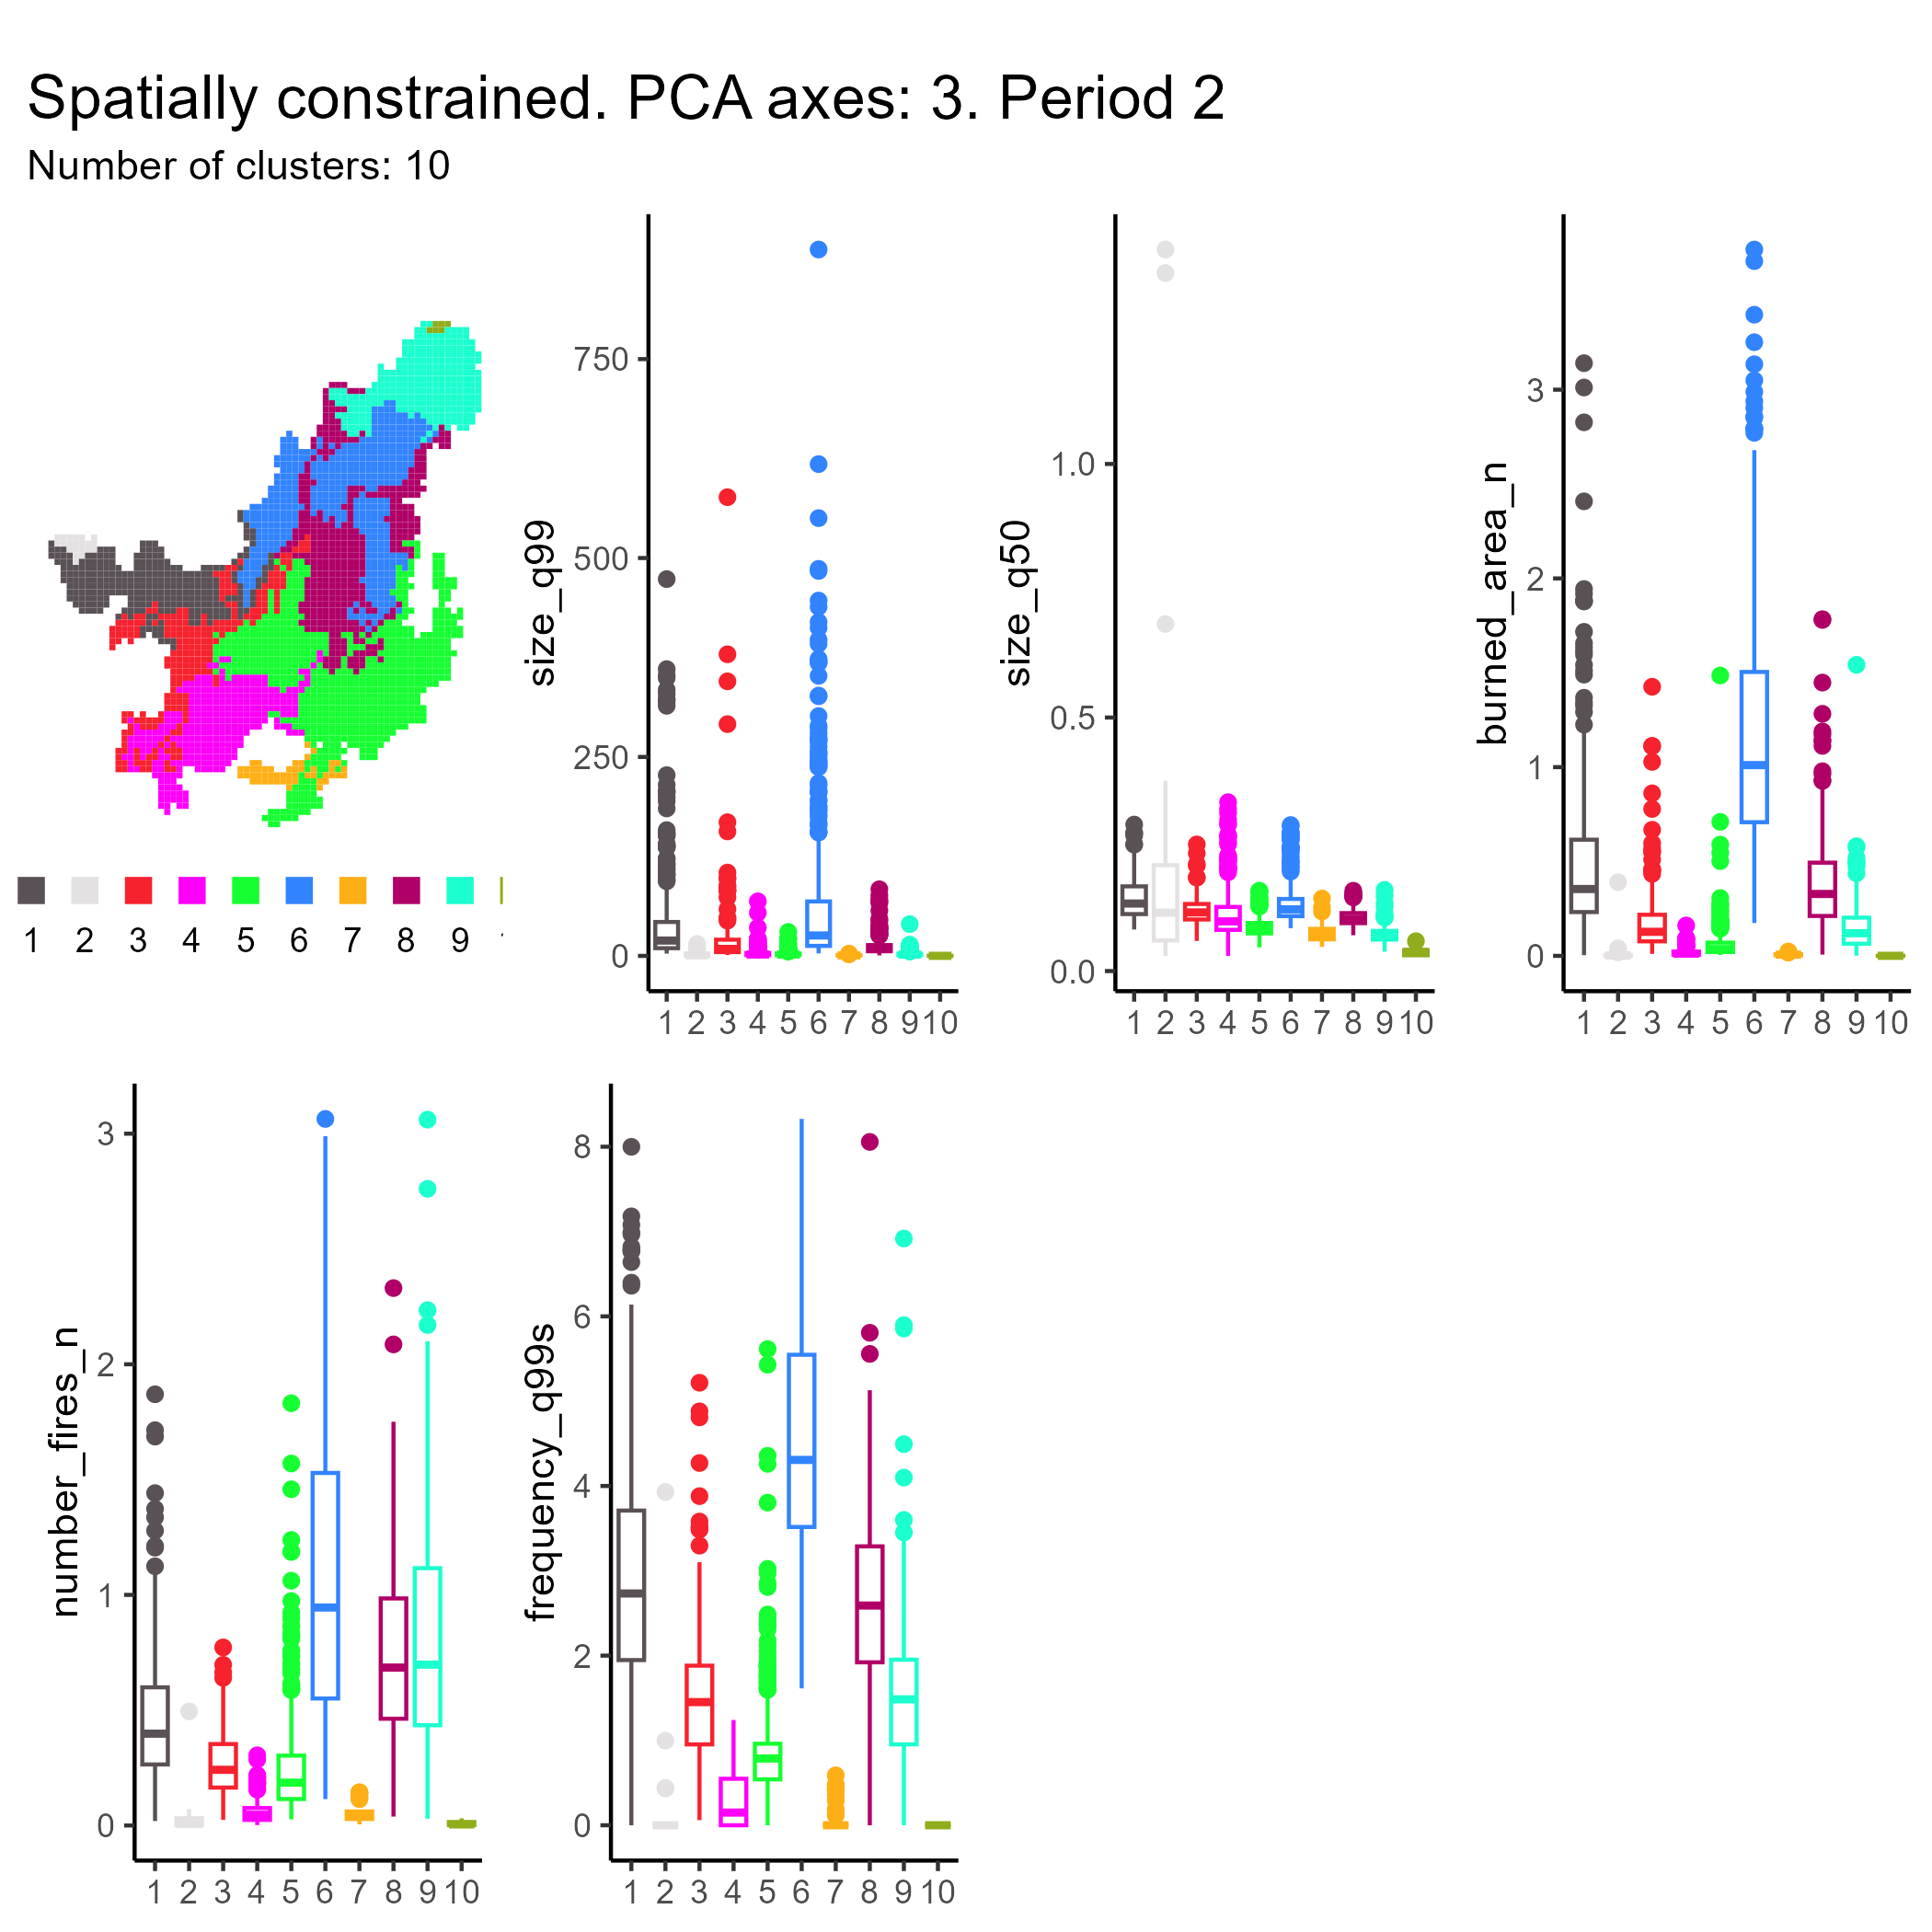 Spatially constrained. PCA axes: 3. Period 2
Number of clusters: 10
1 2 3 4 5 6 7 8 9
size_q99
750
500
250
0
1 2 3 4 5 6 7 8 9 10
size_q50
1.0
0.5
0.0
1 2 3 4 5 6 7 8 9 10
burned_area_n
3
2
1
0
1 2 3 4 5 6 7 8 9 10
number_fires_n
3
2
1
0
1 2 3 4 5 6 7 8 9 10
frequency_q99s
8
6
4
2
0
1 2 3 4 5 6 7 8 9 10